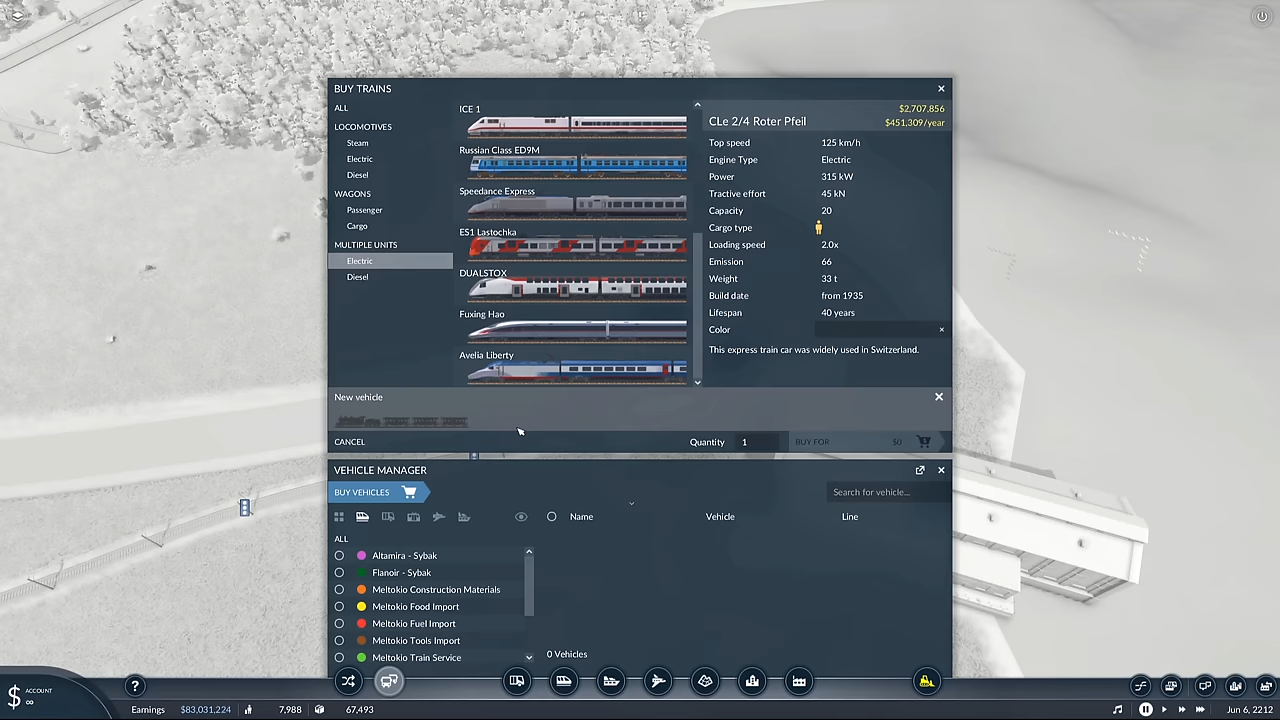 BUY TRAINS
ALL
LOCOMOTIVES
Steam
Electric
Diesel
WAGONS
Passenger
Cargo
MULTIPLE UNITS
Electric
Diesel
ICE 1
Russian Class ED9M
Speedance Express
ES1 Lastochka
DUALSTOX
Fuxing Hao
Avelia Liberty
$2,707,856
CLe 2/4 Roter Pfeil $451,309/year
Top speed 125 km/h
Engine Type Electric
Power 315 kW
Tractive effort 45 kN
Capacity 20
Cargo type
Loading speed 2.0x
Emission 66
Weight 33 t
Build date from 1935
Lifespan 40 years
Color
This express train car was widely used in Switzerland.
New vehicle
CANCEL Quantity 1 BUY FOR $0
VEHICLE MANAGER
BUY VEHICLES Search for vehicle...
Name Vehicle Line
ALL
Altamira - Sybak
Flanoir - Sybak
Meltokio Construction Materials
Meltokio Food Import
Meltokio Fuel Import
Meltokio Tools Import
Meltokio Train Service
0 Vehicles
$ ACCOUNT ∞
?
Earnings $83,031,224 7,988 67,493 Jun 6, 2212